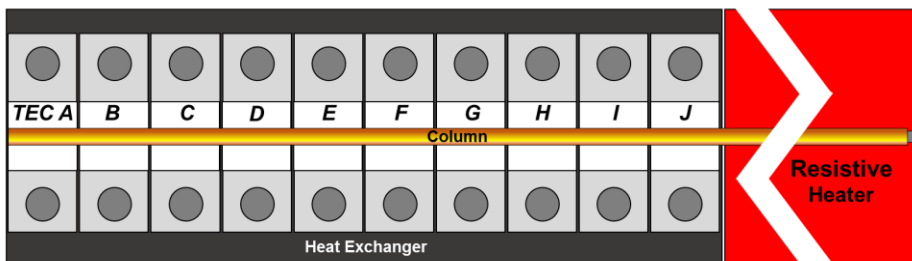 TEC A B C D E F G H I J
Column
Resistive
Heater
Heat Exchanger